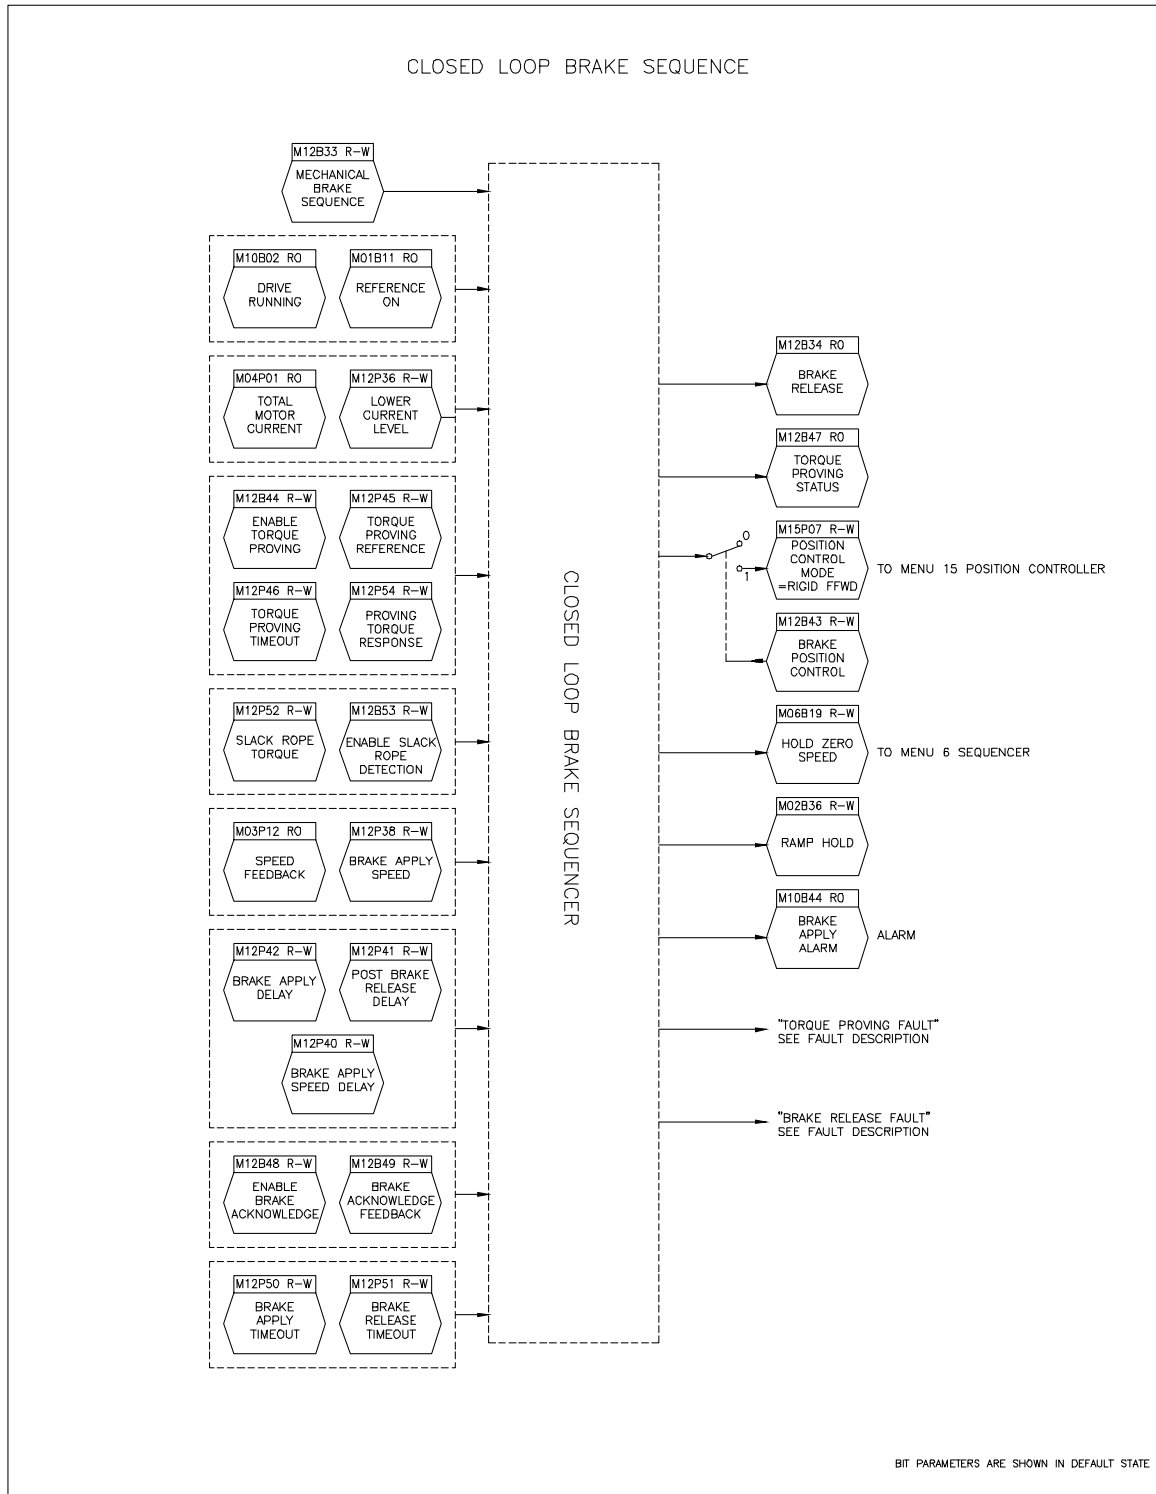 CLOSED LOOP BRAKE SEQUENCE
M12B33 R-W
MECHANICAL
BRAKE
SEQUENCE
M10B02 RO
DRIVE
RUNNING
M01B11 RO
REFERENCE
ON
M04P01 RO
TOTAL
MOTOR
CURRENT
M12P36 R-W
LOWER
CURRENT
LEVEL
M12B44 R-W
ENABLE
TORQUE
PROVING
M12P45 R-W
TORQUE
PROVING
REFERENCE
M12P46 R-W
TORQUE
PROVING
TIMEOUT
M12P54 R-W
PROVING
TORQUE
RESPONSE
M12P52 R-W
SLACK ROPE
TORQUE
M12B53 R-W
ENABLE SLACK
ROPE
DETECTION
M03P12 RO
SPEED
FEEDBACK
M12P38 R-W
BRAKE APPLY
SPEED
M12P42 R-W
BRAKE APPLY
DELAY
M12P41 R-W
POST BRAKE
RELEASE
DELAY
M12P40 R-W
BRAKE APPLY
SPEED DELAY
M12B48 R-W
ENABLE
BRAKE
ACKNOWLEDGE
M12B49 R-W
BRAKE
ACKNOWLEDGE
FEEDBACK
M12P50 R-W
BRAKE
APPLY
TIMEOUT
M12P51 R-W
BRAKE
RELEASE
TIMEOUT
CLOSED LOOP BRAKE SEQUENCER
M12B34 RO
BRAKE
RELEASE
M12B47 RO
TORQUE
PROVING
STATUS
0
1
M15P07 R-W
POSITION
CONTROL
MODE
=RIGID FFWD
TO MENU 15 POSITION CONTROLLER
M12B43 R-W
BRAKE
POSITION
CONTROL
M06B19 R-W
HOLD ZERO
SPEED
TO MENU 6 SEQUENCER
M02B36 R-W
RAMP HOLD
M10B44 RO
BRAKE
APPLY
ALARM
ALARM
"TORQUE PROVING FAULT"
SEE FAULT DESCRIPTION
"BRAKE RELEASE FAULT"
SEE FAULT DESCRIPTION
BIT PARAMETERS ARE SHOWN IN DEFAULT STATE